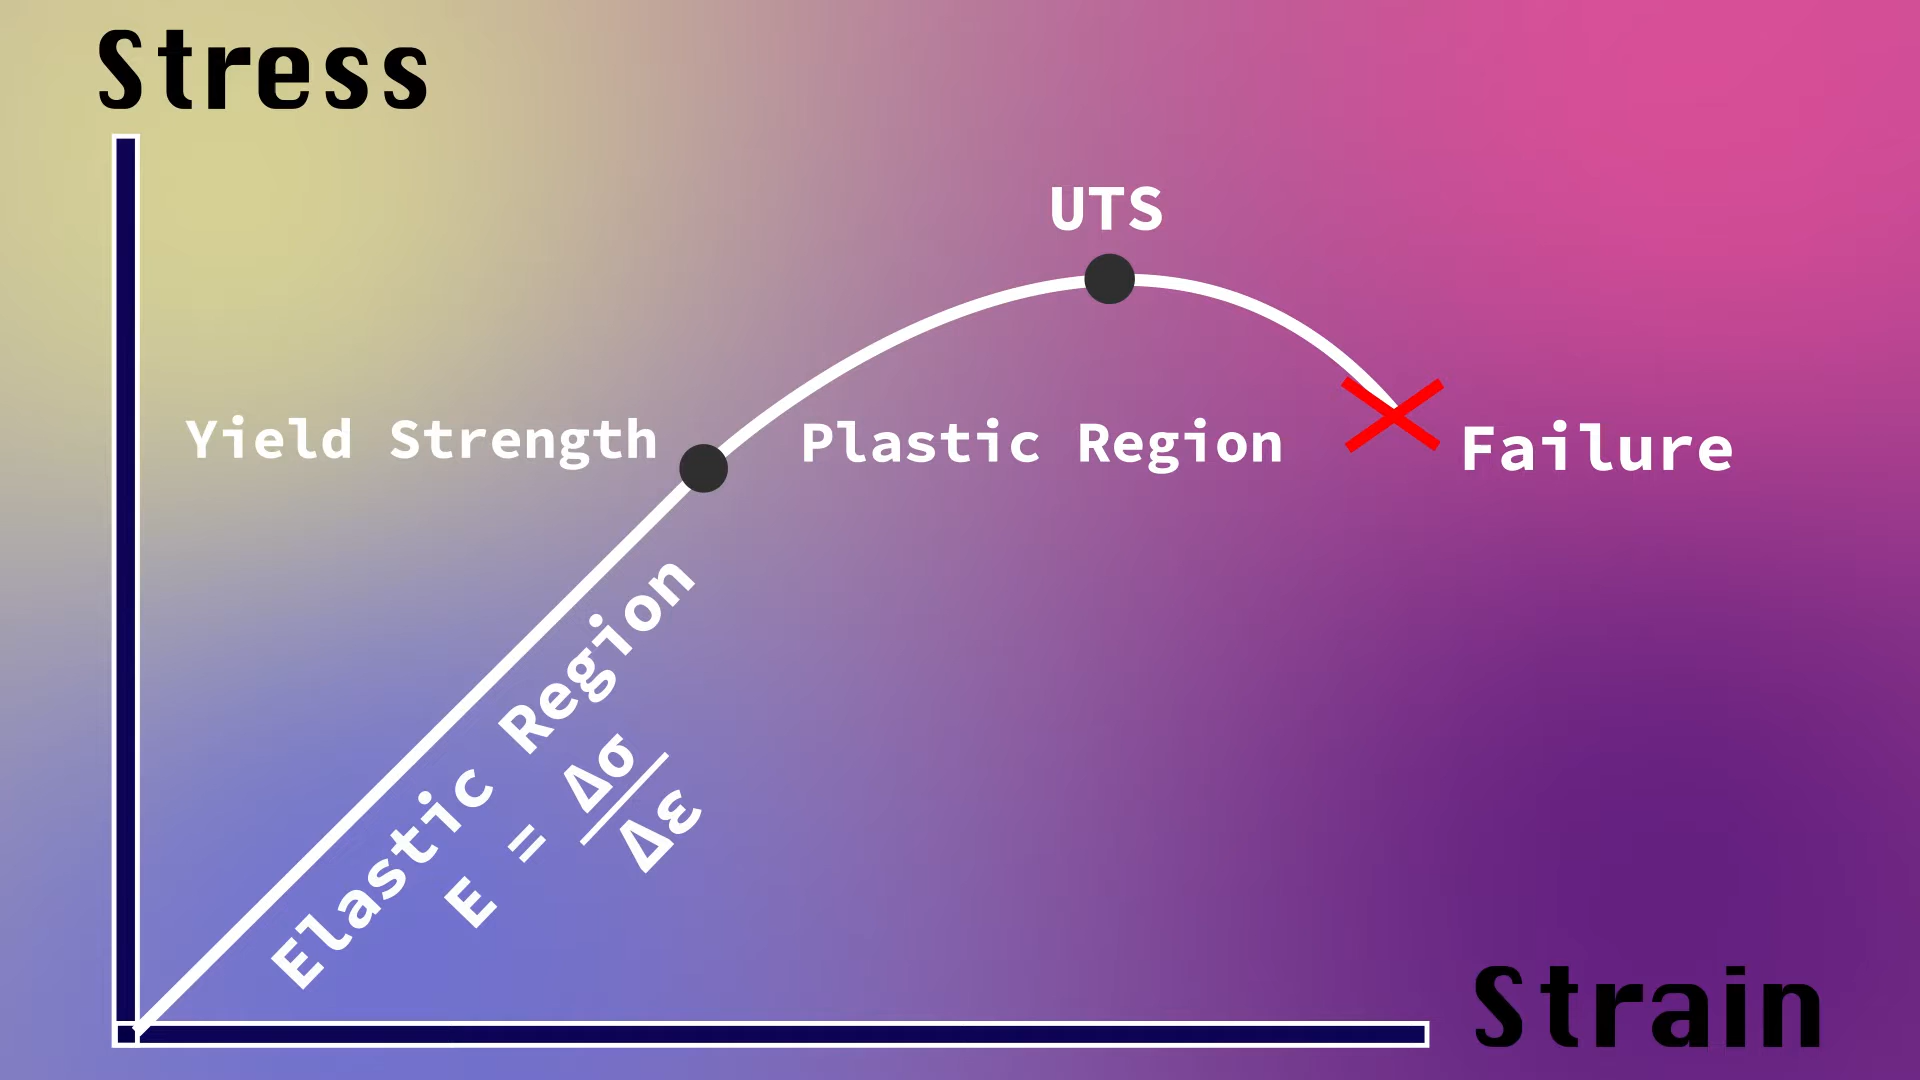 Stress
UTS
Yield Strength
Plastic Region
Failure
Elastic Region
E = Δσ
Δε
Strain